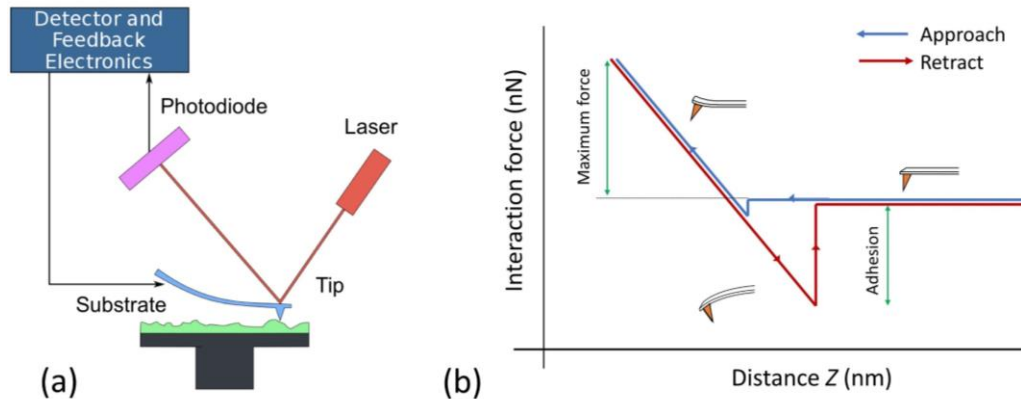 Detector and
Feedback
Electronics
Photodiode
Laser
Tip
Substrate
(a)
Approach
Retract
Interaction force (nN)
Maximum force
Adhesion
Distance Z (nm)
(b)